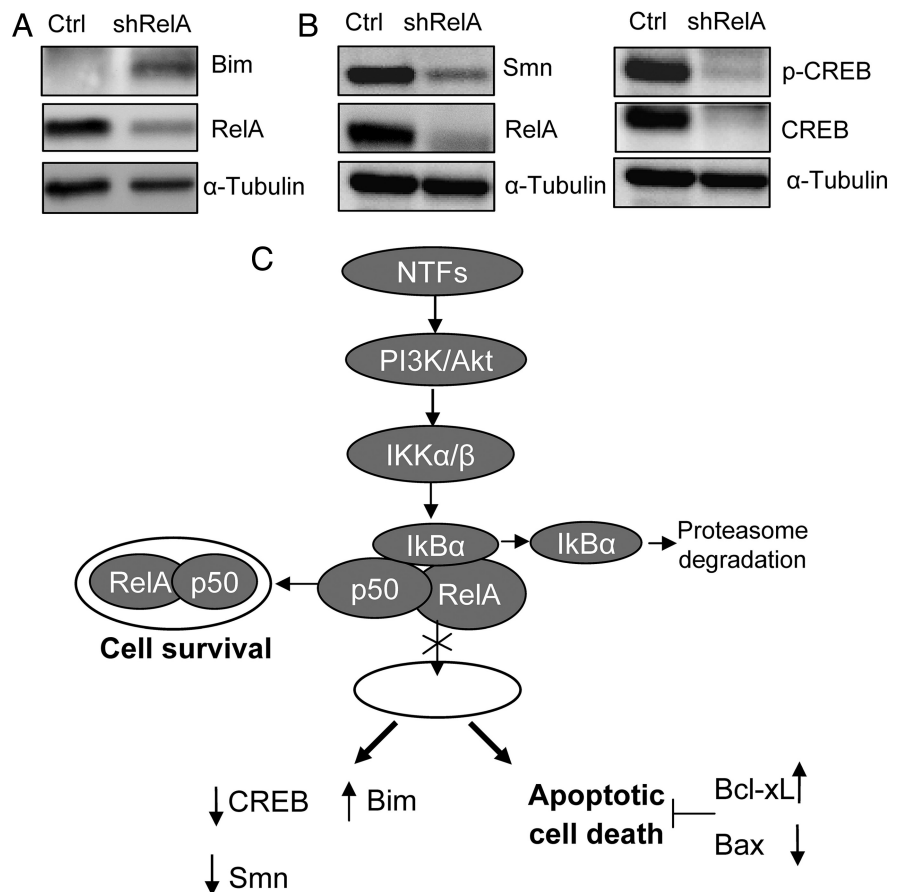 A Ctrl shRelA
Bim
RelA
α-Tubulin
B Ctrl shRelA
Smn
RelA
α-Tubulin
Ctrl shRelA
p-CREB
CREB
α-Tubulin
C
NTFs
PI3K/Akt
IKKα/β
IkBα
IkBα
Proteasome
degradation
RelA p50
p50
RelA
Cell survival
↓ CREB
↑ Bim
↓ Smn
Apoptotic
cell death
Bcl-xL ↑
Bax ↓